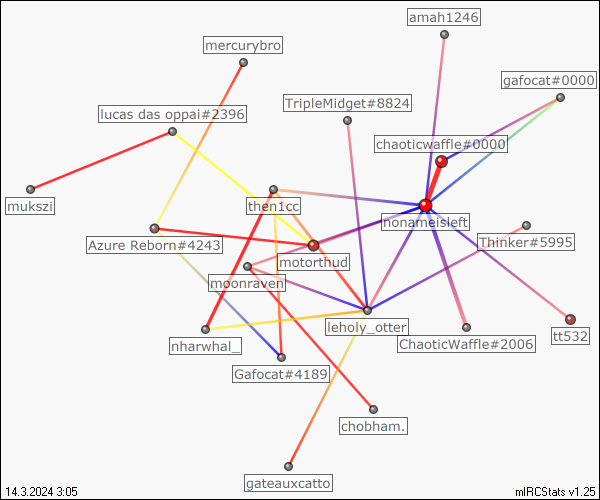 amah1246
mercurybro
gafocat#0000
TripleMidget#8824
lucas das oppai#2396
chaoticwaffle#0000
mukszi
then1cc
nonameisleft
Azure Reborn#4243
Thinker#5995
motorthud
moonraven
leholy_otter
tt532
nharwhal_
ChaoticWaffle#2006
Gafocat#4189
chobham.
gateauxcatto
14.3.2024 3:05
mIRCStats v1.25